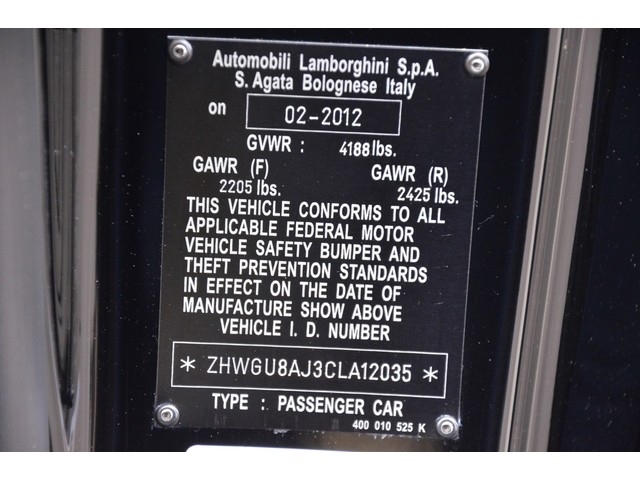 Automobili Lamborghini S.p.A.
S. Agata Bolognese Italy
on 02-2012
GVWR : 4188 lbs.
GAWR (F) GAWR (R)
2205 lbs. 2425 lbs.
THIS VEHICLE CONFORMS TO ALL
APPLICABLE FEDERAL MOTOR
VEHICLE SAFETY BUMPER AND
THEFT PREVENTION STANDARDS
IN EFFECT ON THE DATE OF
MANUFACTURE SHOW ABOVE
VEHICLE I. D. NUMBER
* ZHWGU8AJ3CLA12035 *
TYPE : PASSENGER CAR
400 010 525 K